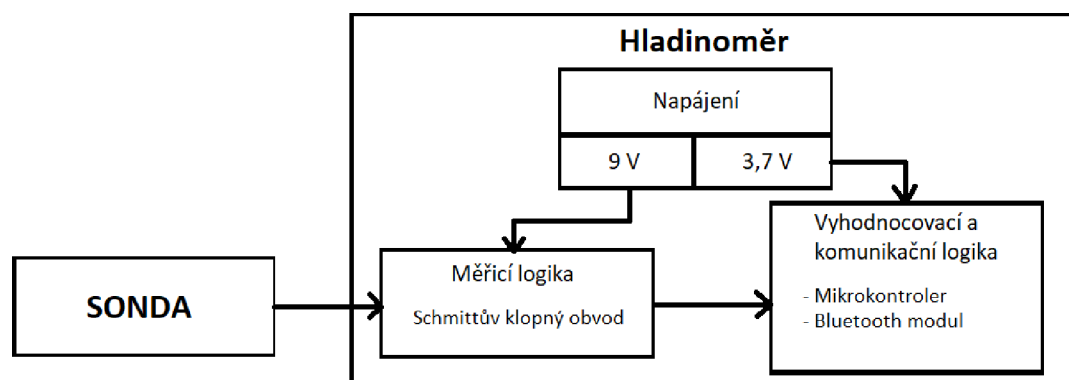 Hladinoměr
Napájení
9 V
3,7 V
SONDA
Měřicí logika
Schmittův klopný obvod
Vyhodnocovací a
komunikační logika
- Mikrokontroler
- Bluetooth modul